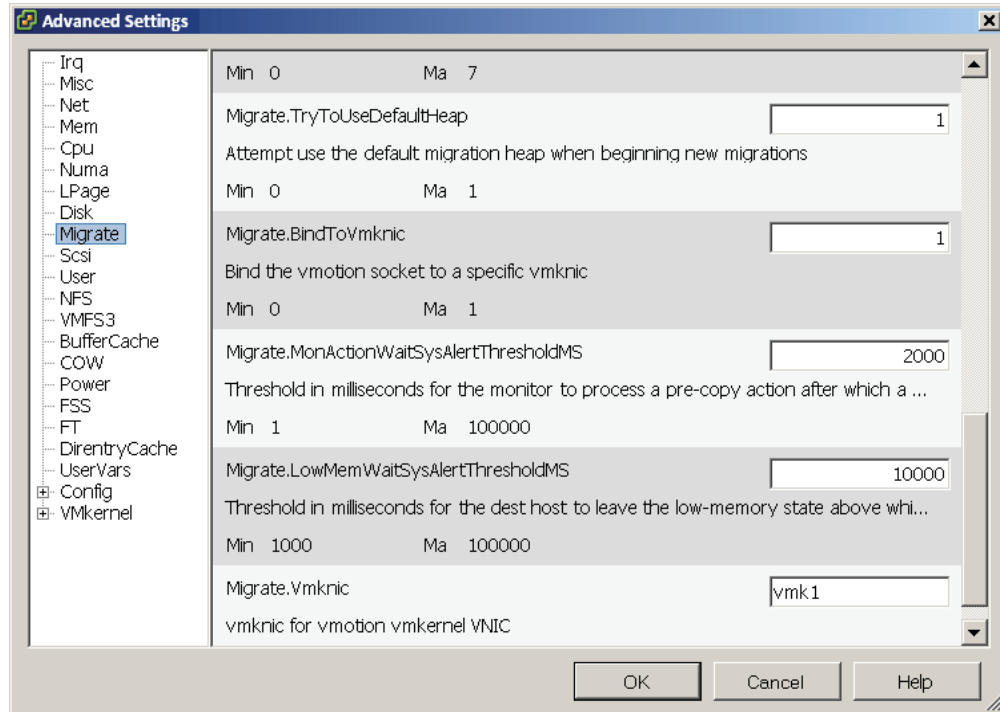 Advanced Settings
Irq
Misc
Net
Mem
Cpu
Numa
LPage
Disk
Migrate
Scsi
User
NFS
VMFS3
BufferCache
COW
Power
FSS
FT
DirentryCache
UserVars
Config
VMkernel
Min 0 Ma 7
Migrate.TryToUseDefaultHeap 1
Attempt use the default migration heap when beginning new migrations
Min 0 Ma 1
Migrate.BindToVmknic 1
Bind the vmotion socket to a specific vmknic
Min 0 Ma 1
Migrate.MonActionWaitSysAlertThresholdMS 2000
Threshold in milliseconds for the monitor to process a pre-copy action after which a ...
Min 1 Ma 100000
Migrate.LowMemWaitSysAlertThresholdMS 10000
Threshold in milliseconds for the dest host to leave the low-memory state above whi...
Min 1000 Ma 100000
Migrate.Vmknic vmk1
vmknic for vmotion vmkernel VNIC
OK Cancel Help